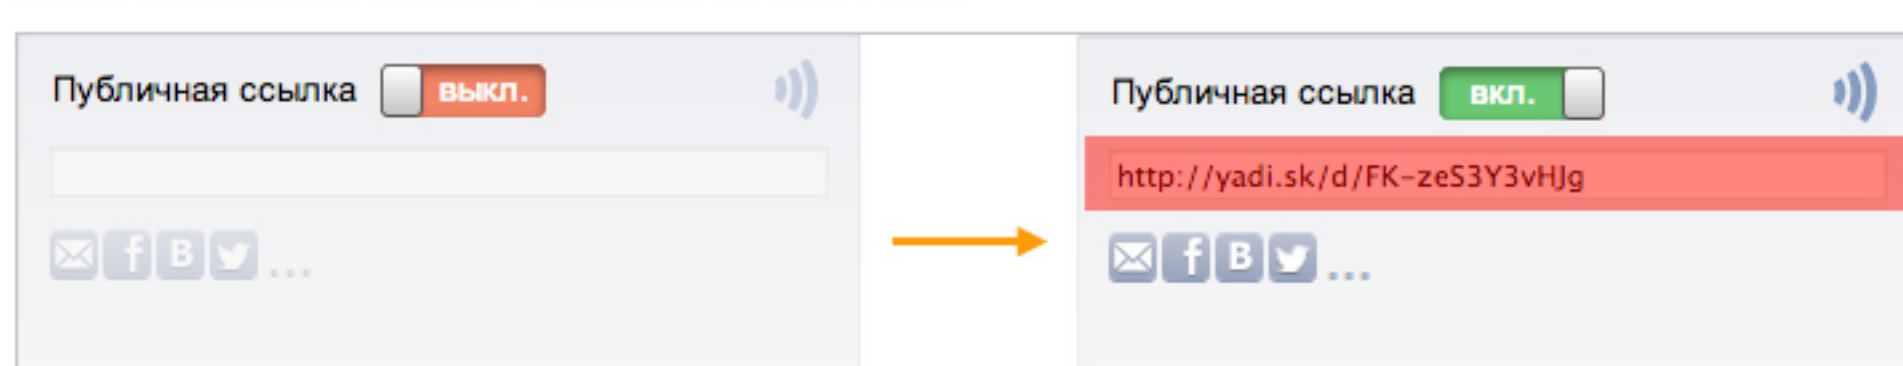 Публичная ссылка выкл.
Публичная ссылка вкл.
http://yadi.sk/d/FK-zeS3Y3vHJg
f B ...
f B ...